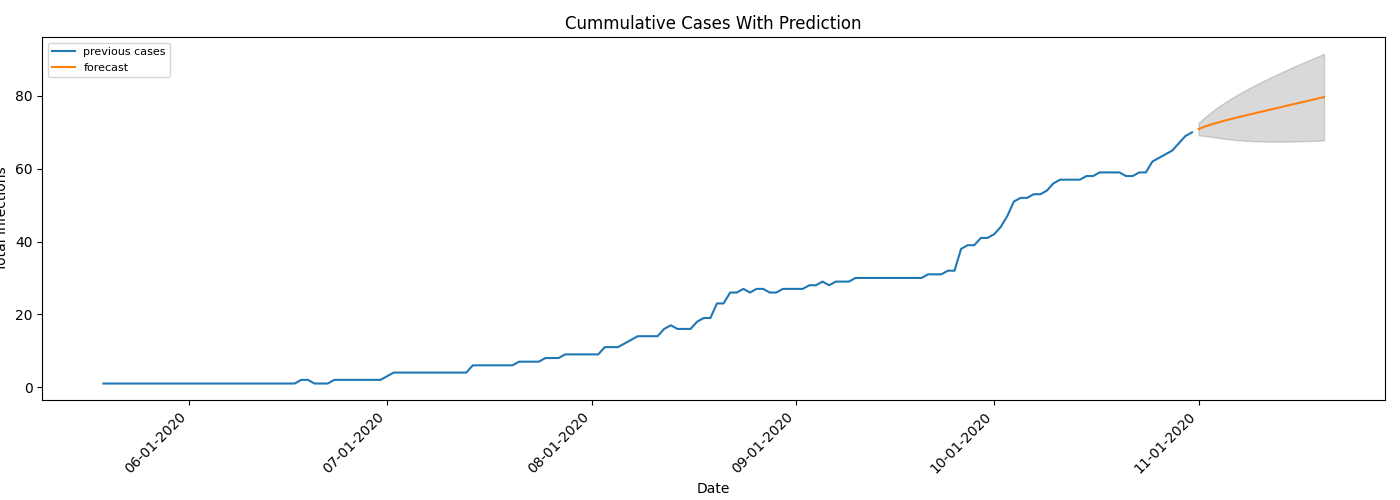 Cummulative Cases With Prediction
previous cases
forecast
80
60
40
20
0
Total Infections
06-01-2020
07-01-2020
08-01-2020
09-01-2020
10-01-2020
11-01-2020
Date